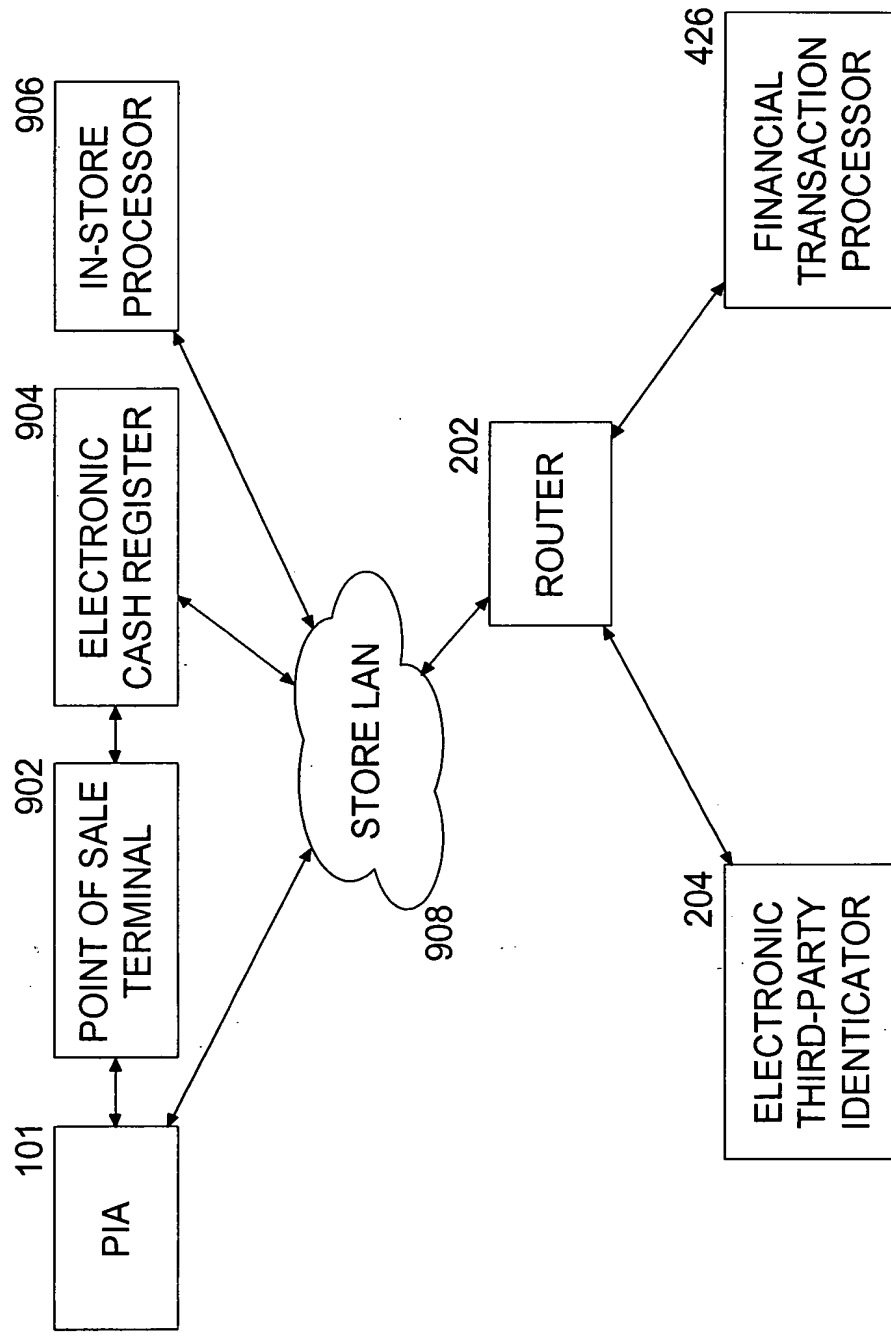 101
PIA
902
POINT OF SALE
TERMINAL
904
ELECTRONIC
CASH REGISTER
906
IN-STORE
PROCESSOR
STORE LAN
908
202
ROUTER
204
ELECTRONIC
THIRD-PARTY
IDENTICATOR
426
FINANCIAL
TRANSACTION
PROCESSOR